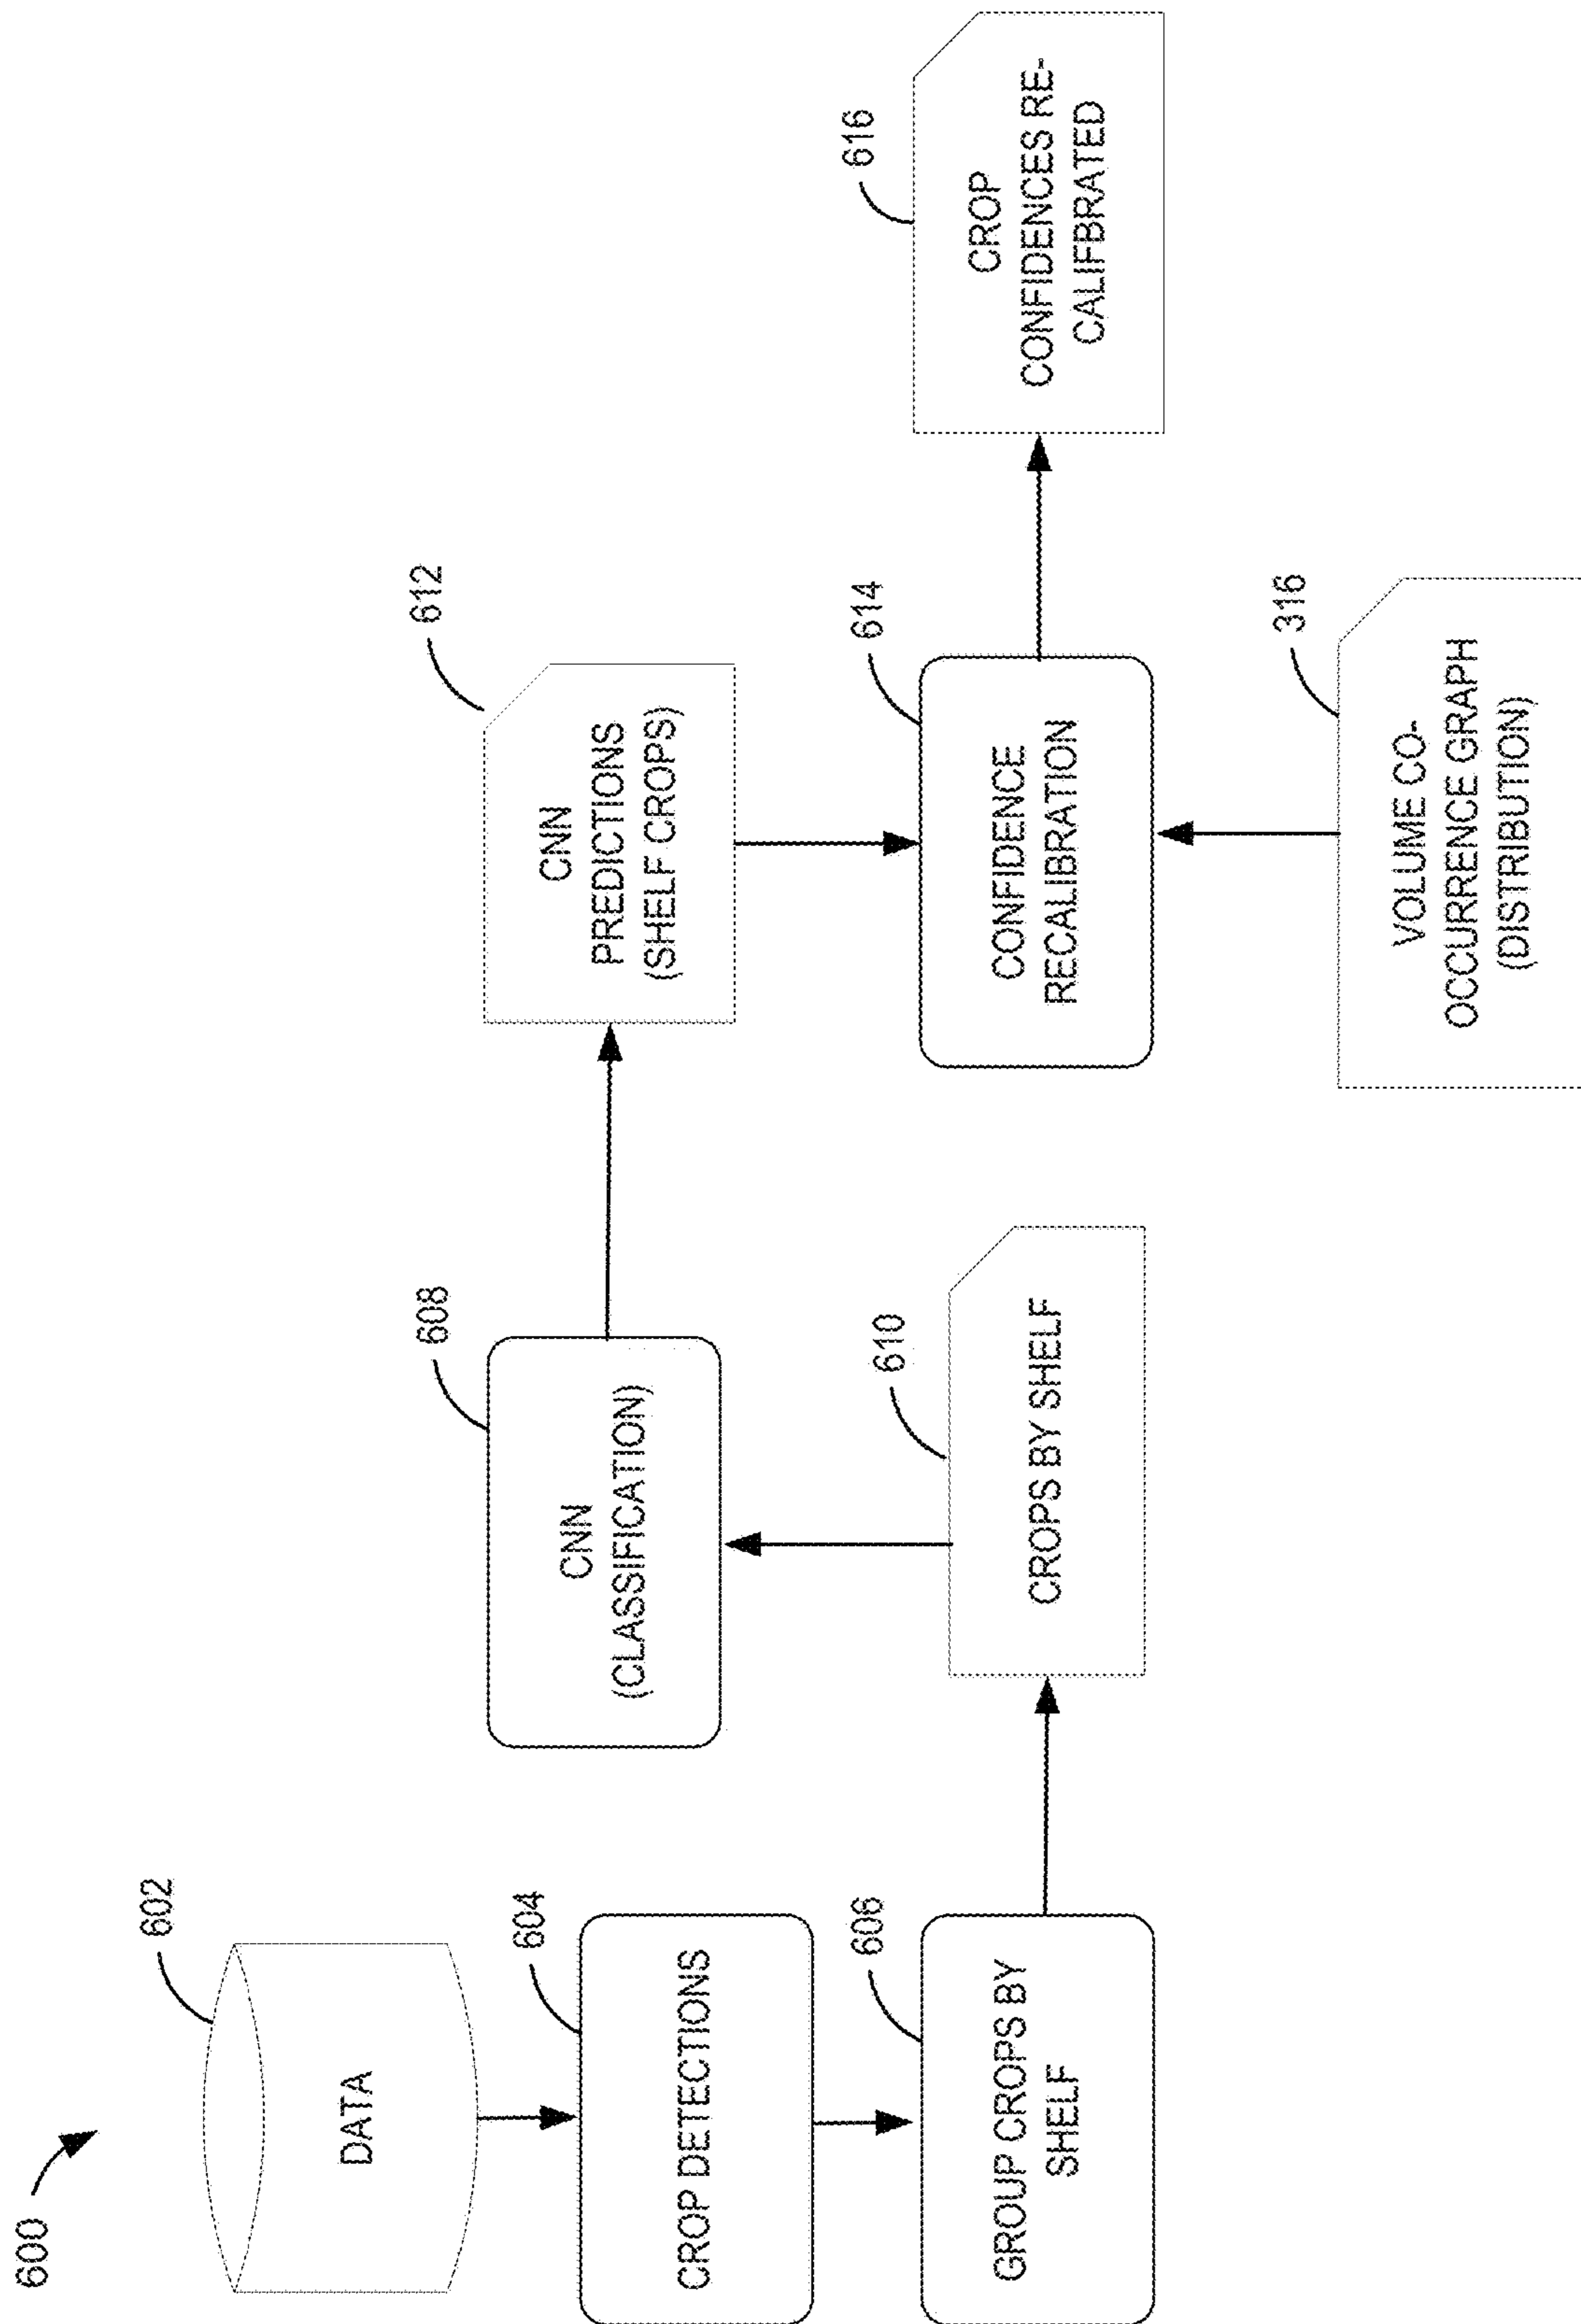 600
602
DATA
604
CROP DETECTIONS
606
GROUP CROPS BY
SHELF
608
CNN
(CLASSIFICATION)
610
CROPS BY SHELF
612
CNN
PREDICTIONS
(SHELF CROPS)
614
CONFIDENCE
RECALIBRATION
316
VOLUME CO-
OCCURRENCE GRAPH
(DISTRIBUTION)
616
CROP
CONFIDENCES RE-
CALIFBRATED